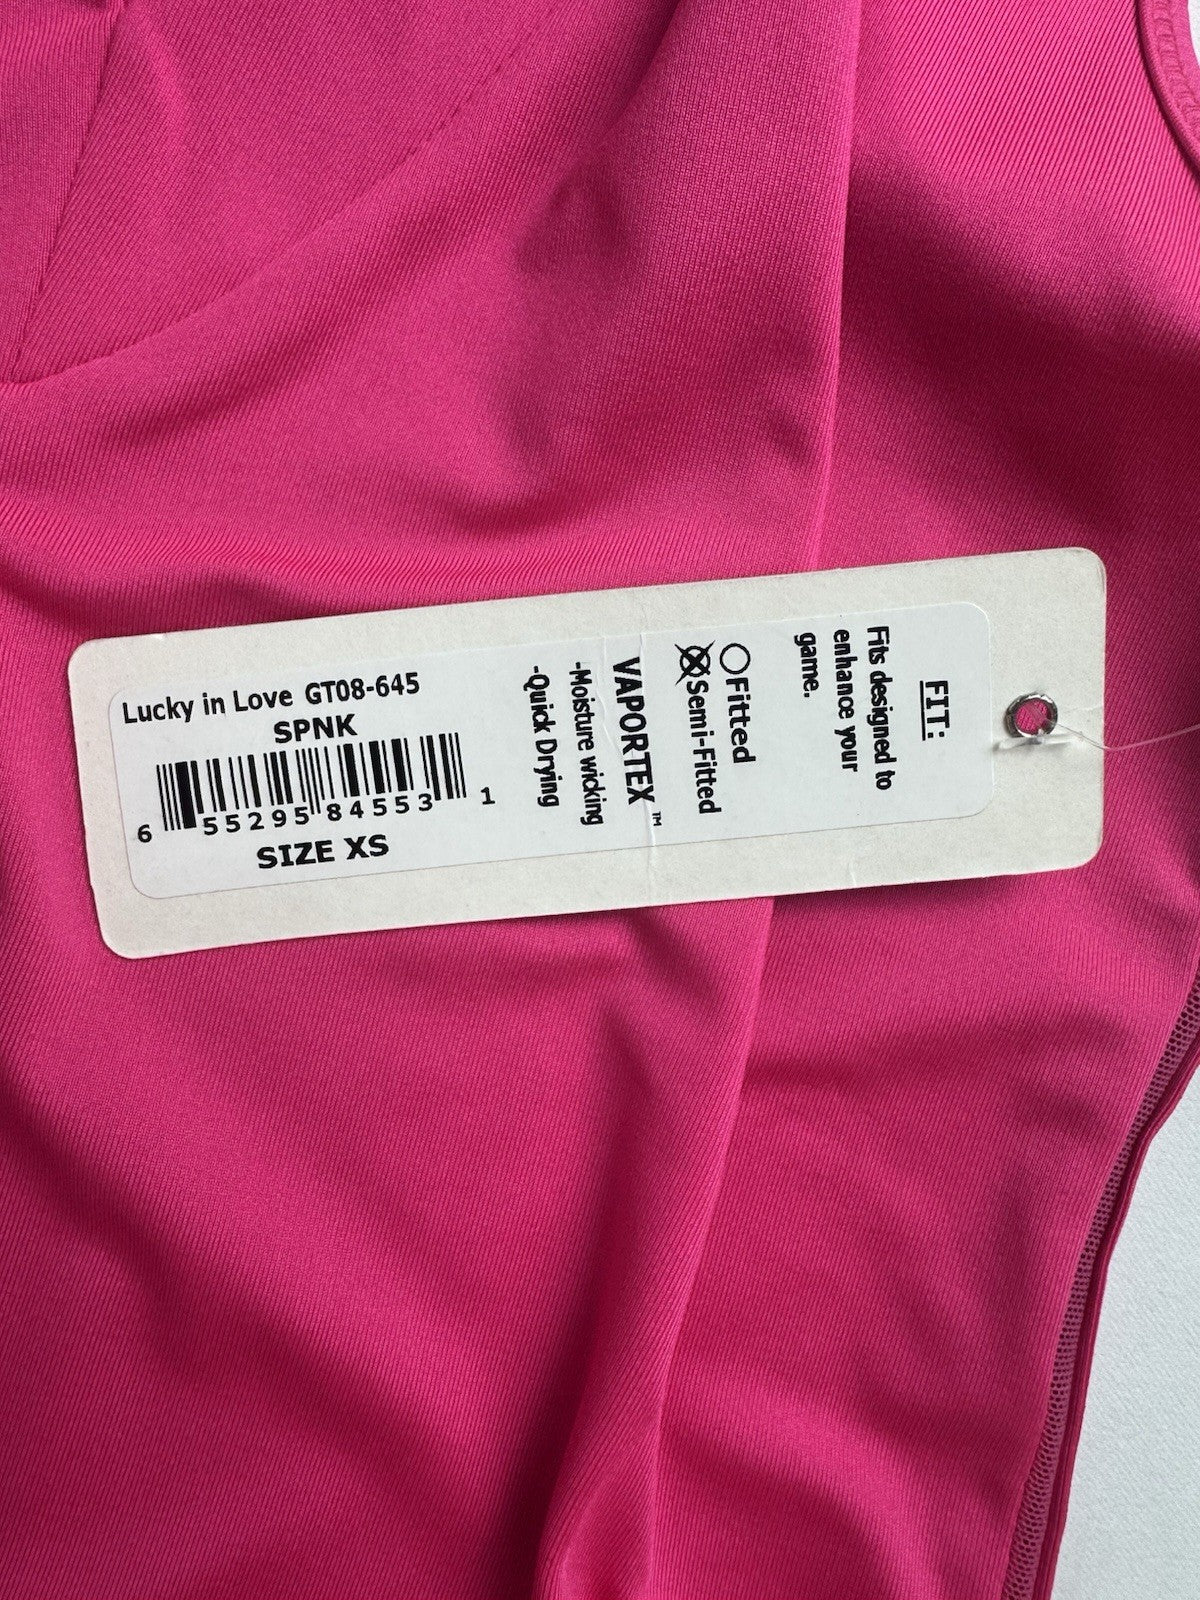 Lucky in Love GT08-645
SPNK
6 55295 84553 1
SIZE XS
FIT:
Fits designed to
enhance your
game.
Fitted
Semi-Fitted
VAPORTEX™
-Moisture wicking
-Quick Drying